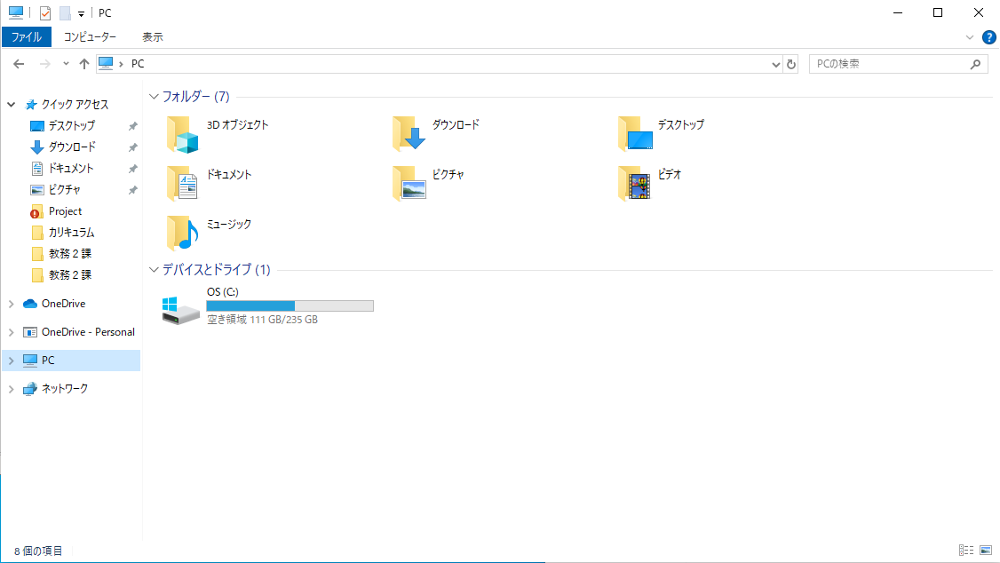 PC
ファイル
コンピューター
表示
PC
PCの検索
クイック アクセス
デスクトップ
ダウンロード
ドキュメント
ピクチャ
Project
カリキュラム
教務２課
教務２課
OneDrive
OneDrive - Personal
PC
ネットワーク
フォルダー (7)
3D オブジェクト
ダウンロード
デスクトップ
ドキュメント
ピクチャ
ビデオ
ミュージック
デバイスとドライブ (1)
OS (C:)
空き領域 111 GB/235 GB
8 個の項目